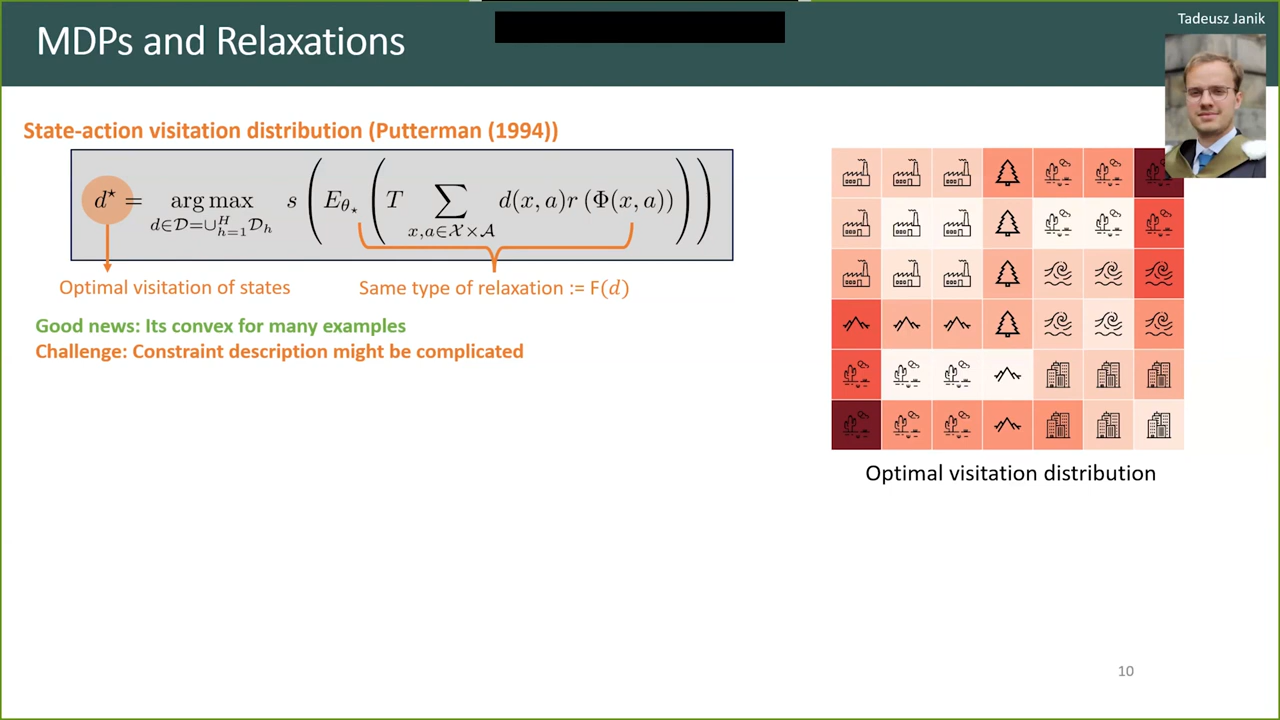 MDPs and Relaxations
Tadeusz Janik
State-action visitation distribution (Putterman (1994))
d⋆ = arg max_{d∈𝒟=∪_{h=1}^{H}𝒟_h} s ( E_{θ⋆} ( T ∑_{x,a∈𝒳×𝒜} d(x,a)r (Φ(x,a)) ) )
Optimal visitation of states
Same type of relaxation := F(d)
Good news: Its convex for many examples
Challenge: Constraint description might be complicated
Optimal visitation distribution
10